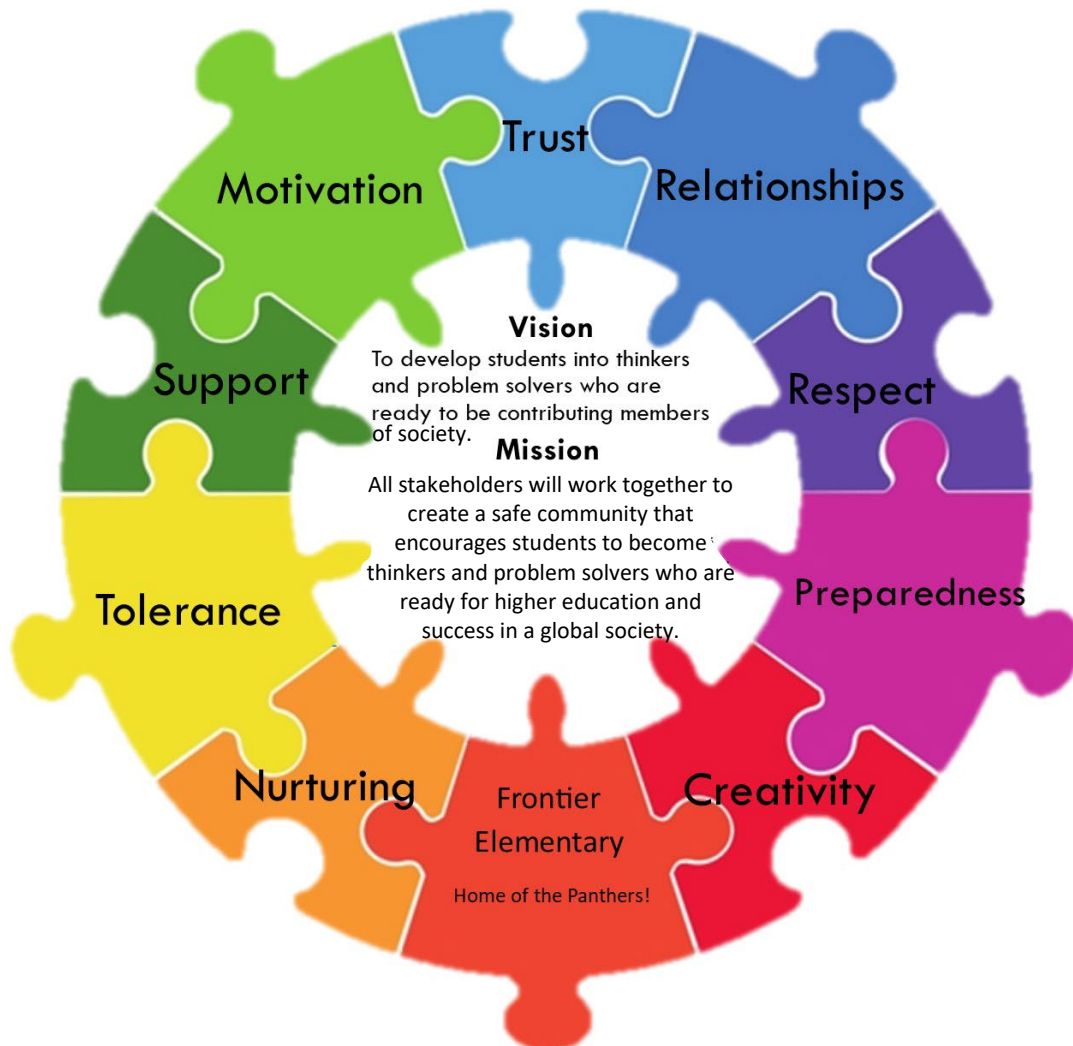 Trust
Motivation
Relationships
Support
Respect
Vision
To develop students into thinkers
and problem solvers who are
ready to be contributing members
of society.
Mission
All stakeholders will work together to
create a safe community that
encourages students to become
thinkers and problem solvers who are
ready for higher education and
success in a global society.
Tolerance
Preparedness
Nurturing
Creativity
Frontier
Elementary
Home of the Panthers!